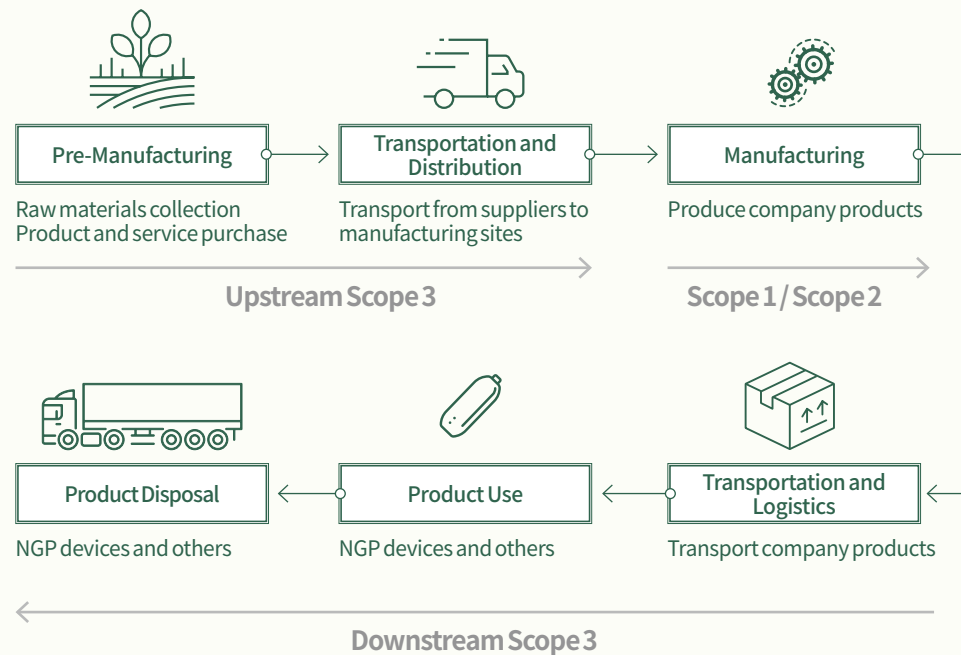 Pre-Manufacturing
Transportation and
Distribution
Manufacturing
Raw materials collection
Product and service purchase
Transport from suppliers to
manufacturing sites
Produce company products
Upstream Scope 3
Scope 1 / Scope 2
Product Disposal
Product Use
Transportation and
Logistics
NGP devices and others
NGP devices and others
Transport company products
Downstream Scope 3